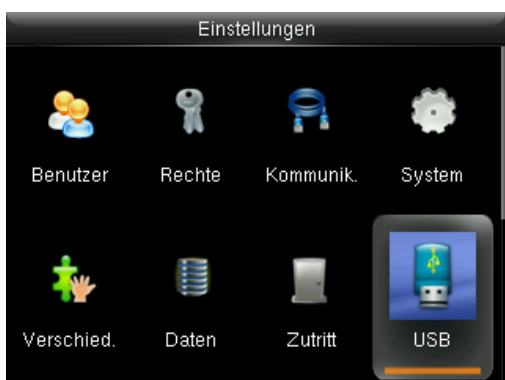 Einstellungen
Benutzer Rechte Kommunik. System
Verschied. Daten Zutritt USB